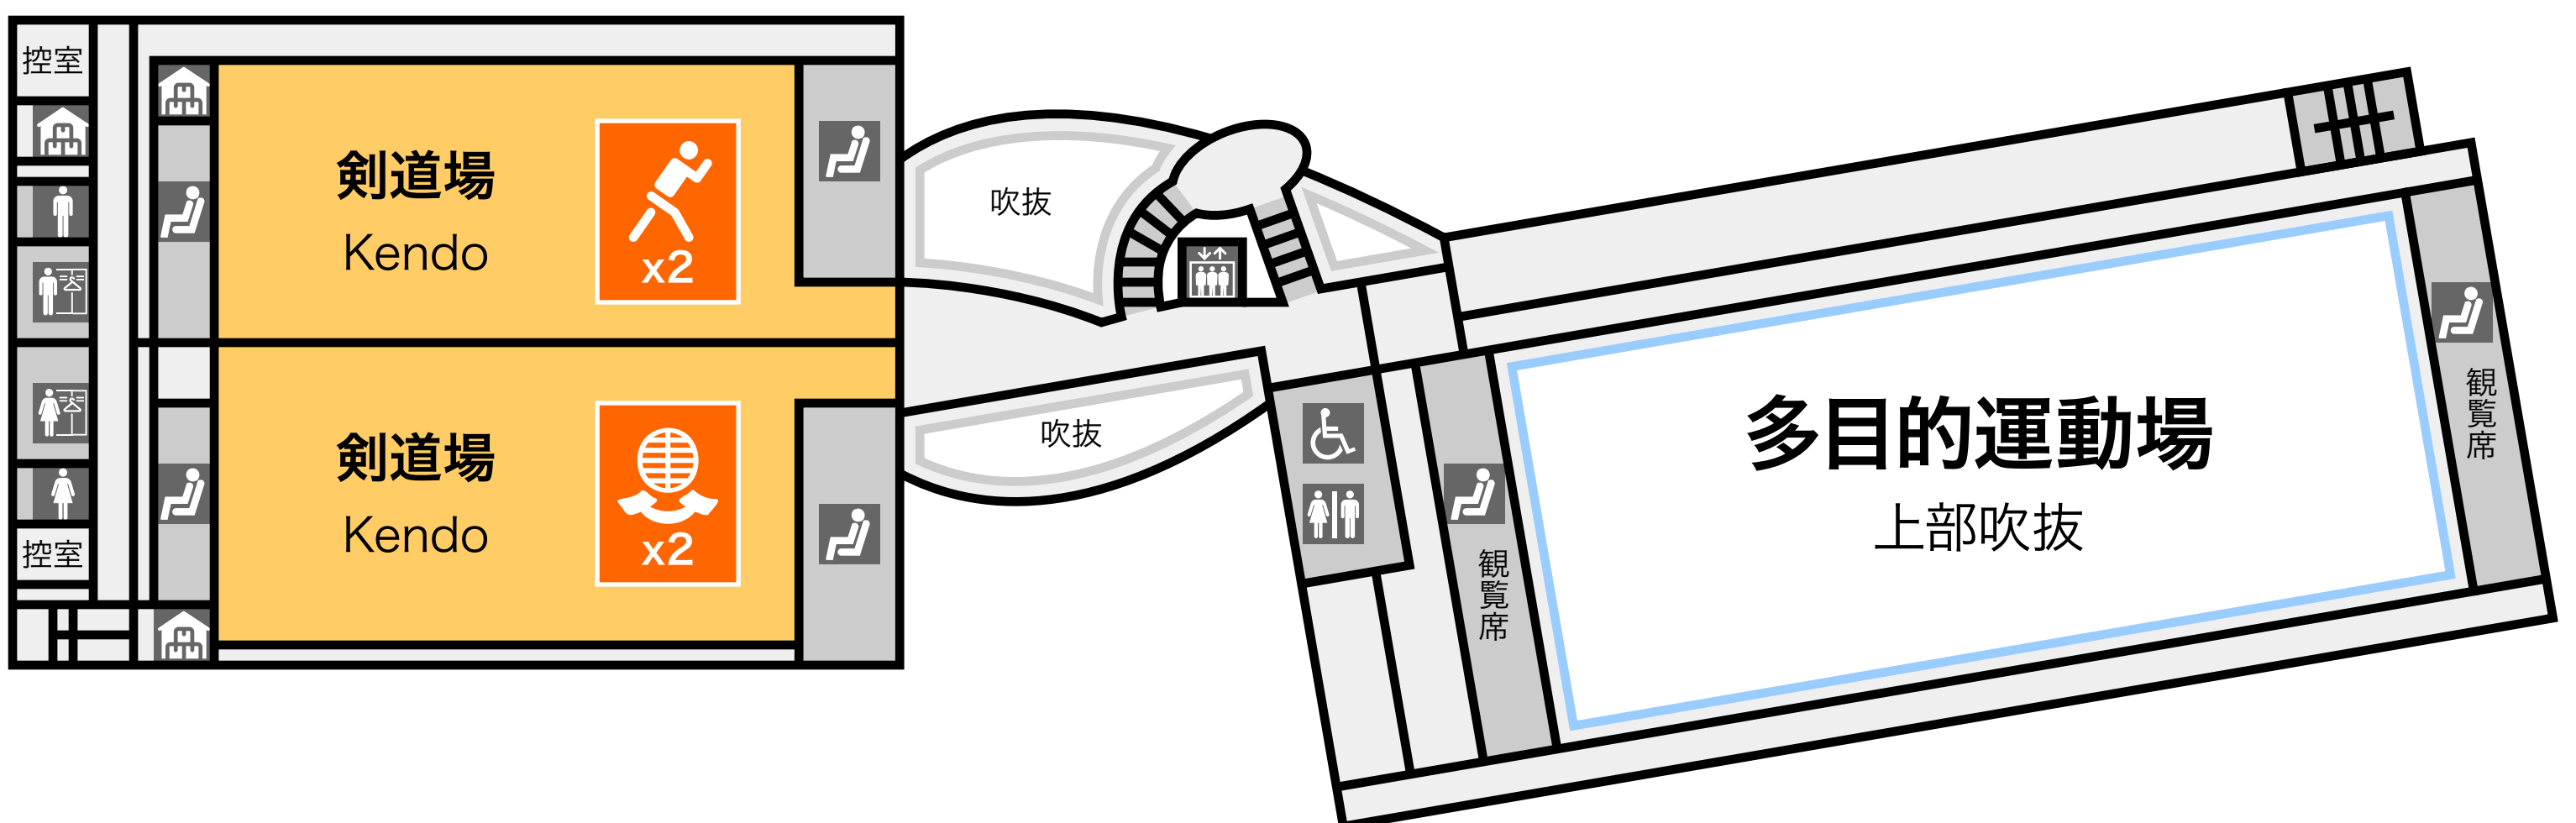 控室
剣道場
Kendo
x2
控室
剣道場
Kendo
x2
吹抜
吹抜
観覧席
多目的運動場
上部吹抜
観覧席